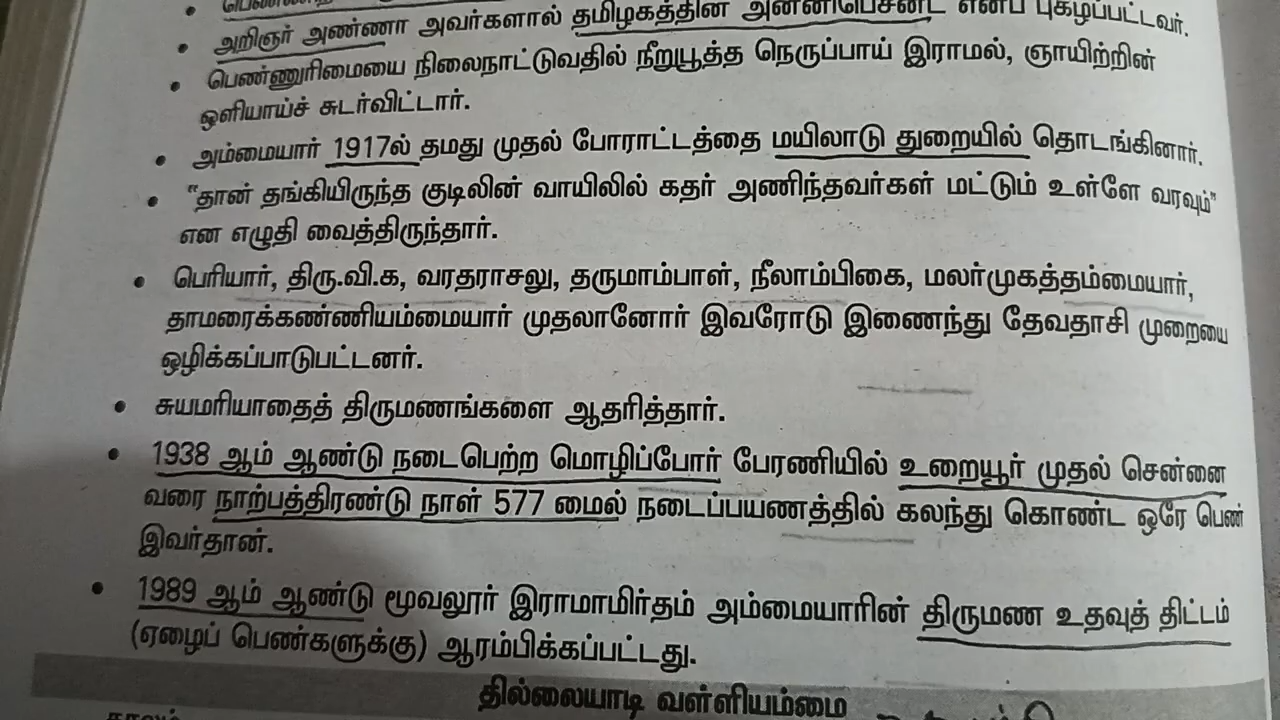 அறிஞர் அண்ணா அவர்களால் தமிழகத்தின் அன்னிபெசன்ட் எனப் புகழப்பட்டவர்.
பெண்ணுரிமையை நிலைநாட்டுவதில் நீறுபூத்த நெருப்பாய் இராமல், ஞாயிற்றின்
ஒளியாய்ச் சுடர்விட்டார்.
அம்மையார் 1917ல் தமது முதல் போராட்டத்தை மயிலாடு துறையில் தொடங்கினார்.
"தான் தங்கியிருந்த குடிலின் வாயிலில் கதர் அணிந்தவர்கள் மட்டும் உள்ளே வரவும்"
என எழுதி வைத்திருந்தார்.
பெரியார், திரு.வி.க, வரதராசலு, தருமாம்பாள், நீலாம்பிகை, மலர்முகத்தம்மையார்,
தாமரைக்கண்ணியம்மையார் முதலானோர் இவரோடு இணைந்து தேவதாசி முறையை
ஒழிக்கப்பாடுபட்டனர்.
சுயமரியாதைத் திருமணங்களை ஆதரித்தார்.
1938 ஆம் ஆண்டு நடைபெற்ற மொழிப்போர் பேரணியில் உறையூர் முதல் சென்னை
வரை நாற்பத்திரண்டு நாள் 577 மைல் நடைப்பயணத்தில் கலந்து கொண்ட ஒரே பெண்
இவர்தான்.
1989 ஆம் ஆண்டு மூவலூர் இராமாமிர்தம் அம்மையாரின் திருமண உதவுத் திட்டம்
(ஏழைப் பெண்களுக்கு) ஆரம்பிக்கப்பட்டது.
தில்லையாடி வள்ளியம்மை